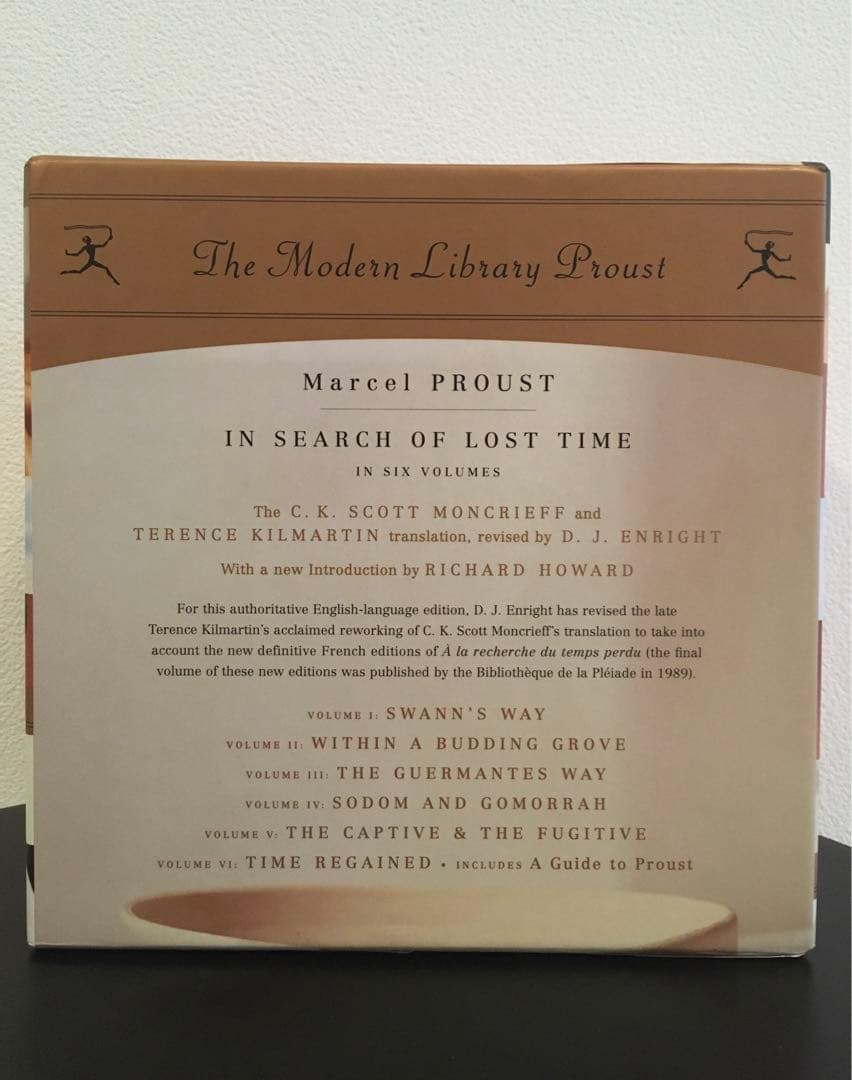 The Modern Library Proust
Marcel PROUST
IN SEARCH OF LOST TIME
IN SIX VOLUMES
The C. K. SCOTT MONCRIEFF and
TERENCE KILMARTIN translation, revised by D. J. ENRIGHT
With a new Introduction by RICHARD HOWARD
For this authoritative English-language edition, D. J. Enright has revised the late
Terence Kilmartin's acclaimed reworking of C. K. Scott Moncrieff's translation to take into
account the new definitive French editions of À la recherche du temps perdu (the final
volume of these new editions was published by the Bibliothèque de la Pléiade in 1989).
VOLUME I: SWANN'S WAY
VOLUME II: WITHIN A BUDDING GROVE
VOLUME III: THE GUERMANTES WAY
VOLUME IV: SODOM AND GOMORRAH
VOLUME V: THE CAPTIVE & THE FUGITIVE
VOLUME VI: TIME REGAINED • INCLUDES A Guide to Proust